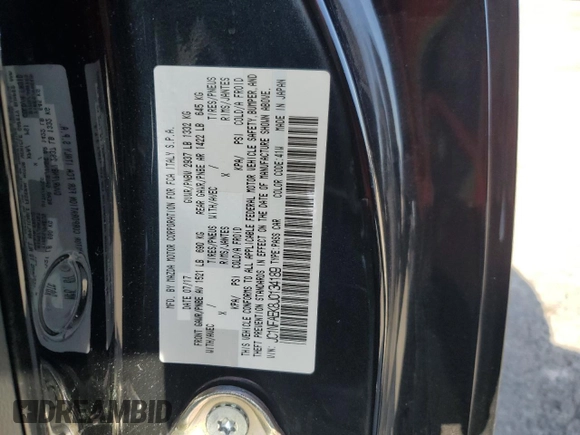 MFD. BY MAZDA MOTOR CORPORATION FOR FCA ITALY S.P.A.
DATE 07/17 GVWR/PNBV 2937 LB 1332 KG
FRONT GAWR/PNBE AV 1521 LB 690 KG REAR GAWR/PNBE AR 1422 LB 645 KG
WITH/AVEC TIRES/PNEUS WITH/AVEC TIRES/PNEUS
X RIMS/JANTES X RIMS/JANTES
KPA/ PSI COLD/A FROID KPA/ PSI COLD/A FROID
THIS VEHICLE CONFORMS TO ALL APPLICABLE FEDERAL MOTOR VEHICLE SAFETY, BUMPER, AND
THEFT PREVENTION STANDARDS IN EFFECT ON THE DATE OF MANUFACTURE SHOWN ABOVE.
V.I.N: JC1NFAEK8J0134189 TYPE: PASS CAR COLOR CODE: 41W MADE IN JAPAN
DREAMBID